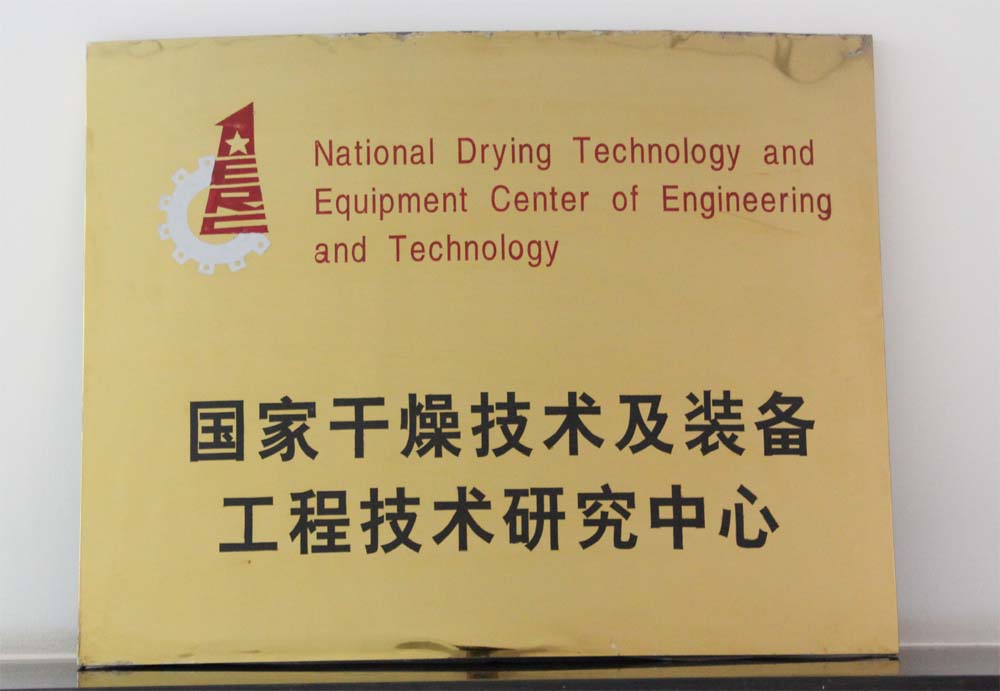 ERC
National Drying Technology and
Equipment Center of Engineering
and Technology
国家干燥技术及装备
工程技术研究中心